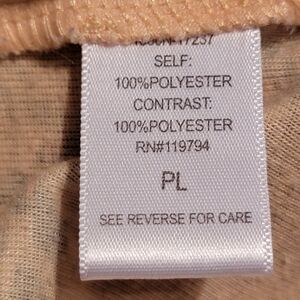 SELF:
100%POLYESTER
CONTRAST:
100%POLYESTER
RN#119794
PL
SEE REVERSE FOR CARE